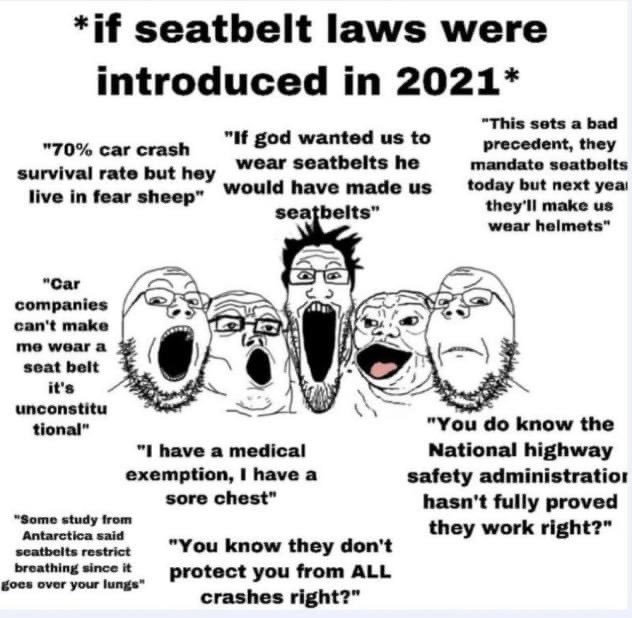 *if seatbelt laws were
introduced in 2021*
"70% car crash
survival rate but hey
live in fear sheep"
"If god wanted us to
wear seatbelts he
would have made us
seatbelts"
"This sets a bad
precedent, they
mandate seatbelts
today but next year
they'll make us
wear helmets"
"Car
companies
can't make
me wear a
seat belt
it's
unconstitu
tional"
"I have a medical
exemption, I have a
sore chest"
"You do know the
National highway
safety administration
hasn't fully proved
they work right?"
"Some study from
Antarctica said
seatbelts restrict
breathing since it
goes over your lungs"
"You know they don't
protect you from ALL
crashes right?"